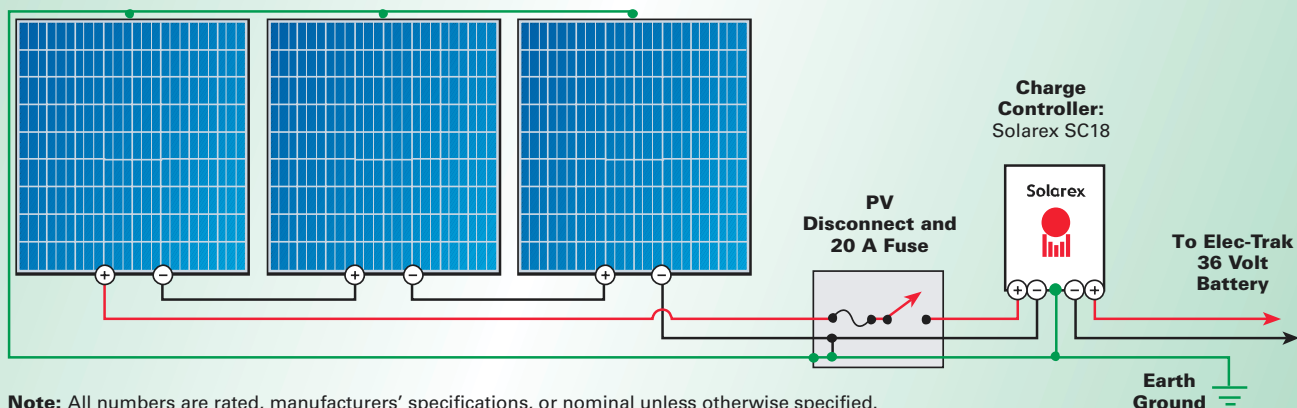 Charge
Controller:
Solarex SC18
Solarex
PV
Disconnect and
20 A Fuse
To Elec-Trak
36 Volt
Battery
+ − + − + −
+ − − +
Earth
Ground
Note: All numbers are rated, manufacturers’ specifications, or nominal unless otherwise specified.